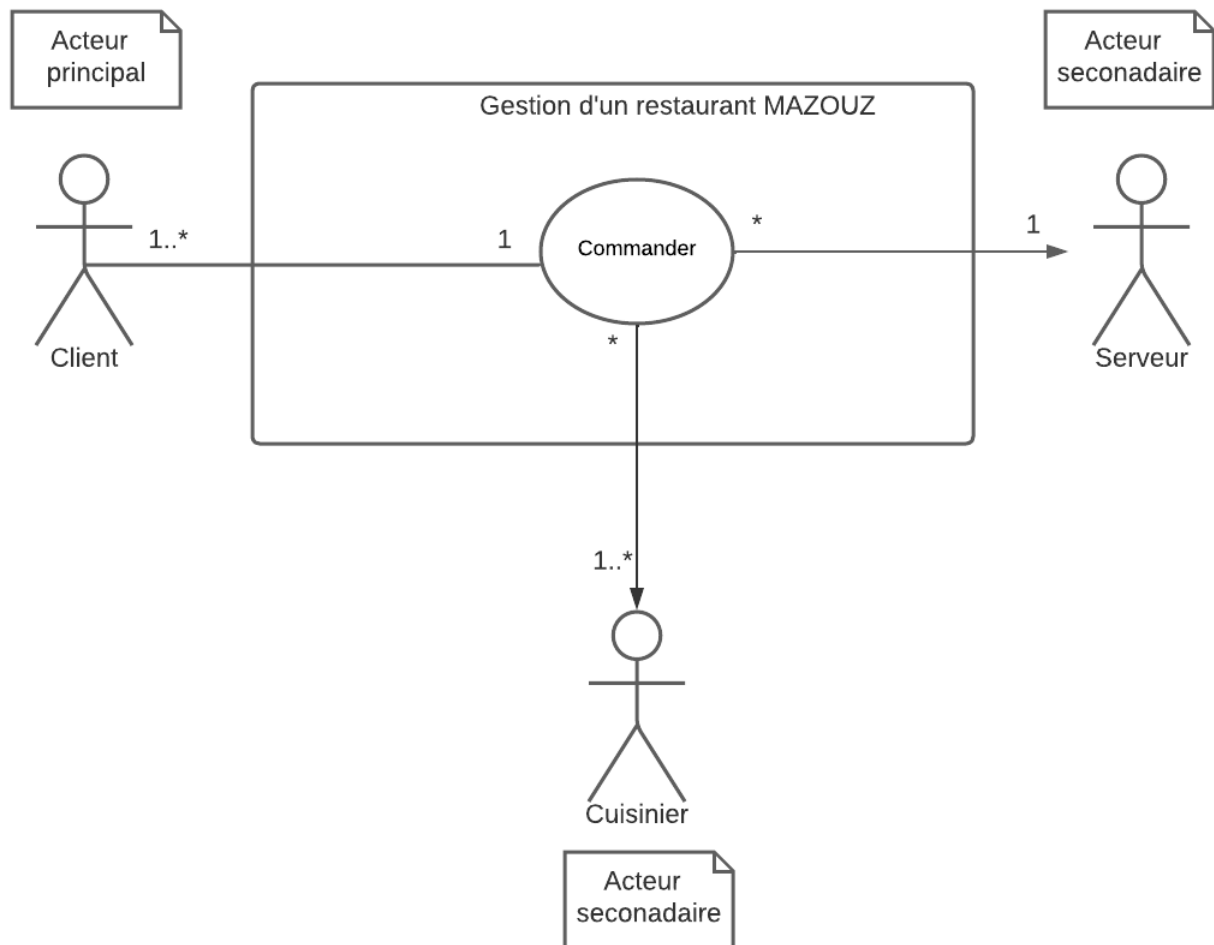 Acteur
principal
Acteur
seconadaire
Gestion d'un restaurant MAZOUZ
1..*
1
Commander
*
1
Client
*
Serveur
1..*
Cuisinier
Acteur
seconadaire